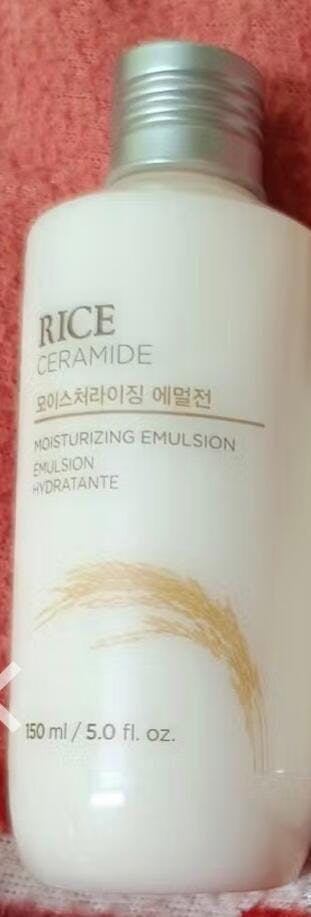 RICE
CERAMIDE
모이스처라이징 에멀전
MOISTURIZING EMULSION
EMULSION
HYDRATANTE
150 ml / 5.0 fl. oz.